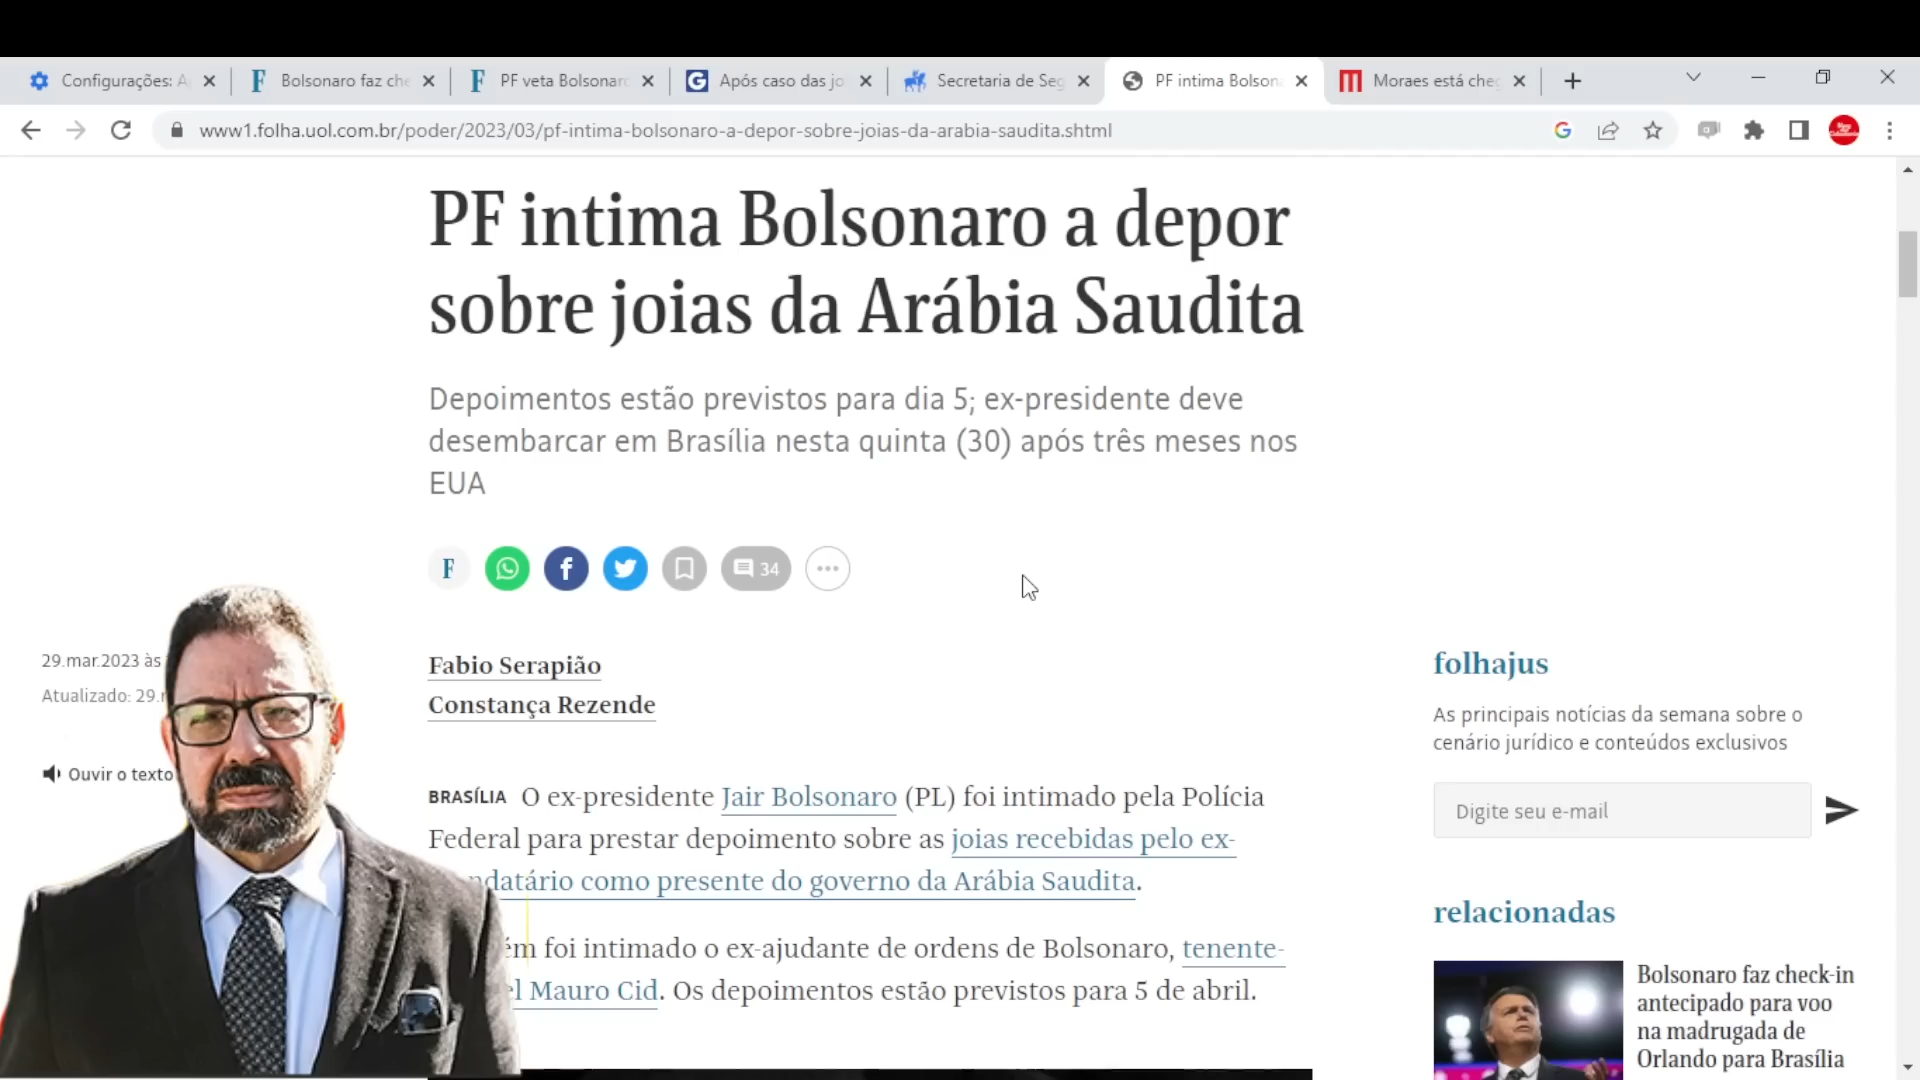 Configurações: A
Bolsonaro faz che
PF veta Bolsonaro
Após caso das jo
Secretaria de Seg
PF intima Bolson
Moraes está che
www1.folha.uol.com.br/poder/2023/03/pf-intima-bolsonaro-a-depor-sobre-joias-da-arabia-saudita.shtml
PF intima Bolsonaro a depor
sobre joias da Arábia Saudita
Depoimentos estão previstos para dia 5; ex-presidente deve
desembarcar em Brasília nesta quinta (30) após três meses nos
EUA
F
34
29.mar.2023 às
Atualizado: 29.
Ouvir o texto
Fabio Serapião
Constança Rezende
BRASÍLIA O ex-presidente Jair Bolsonaro (PL) foi intimado pela Polícia
Federal para prestar depoimento sobre as joias recebidas pelo ex-
ndatário como presente do governo da Arábia Saudita.
ém foi intimado o ex-ajudante de ordens de Bolsonaro, tenente-
el Mauro Cid. Os depoimentos estão previstos para 5 de abril.
folhajus
As principais notícias da semana sobre o
cenário jurídico e conteúdos exclusivos
Digite seu e-mail
relacionadas
Bolsonaro faz check-in
antecipado para voo
na madrugada de
Orlando para Brasília